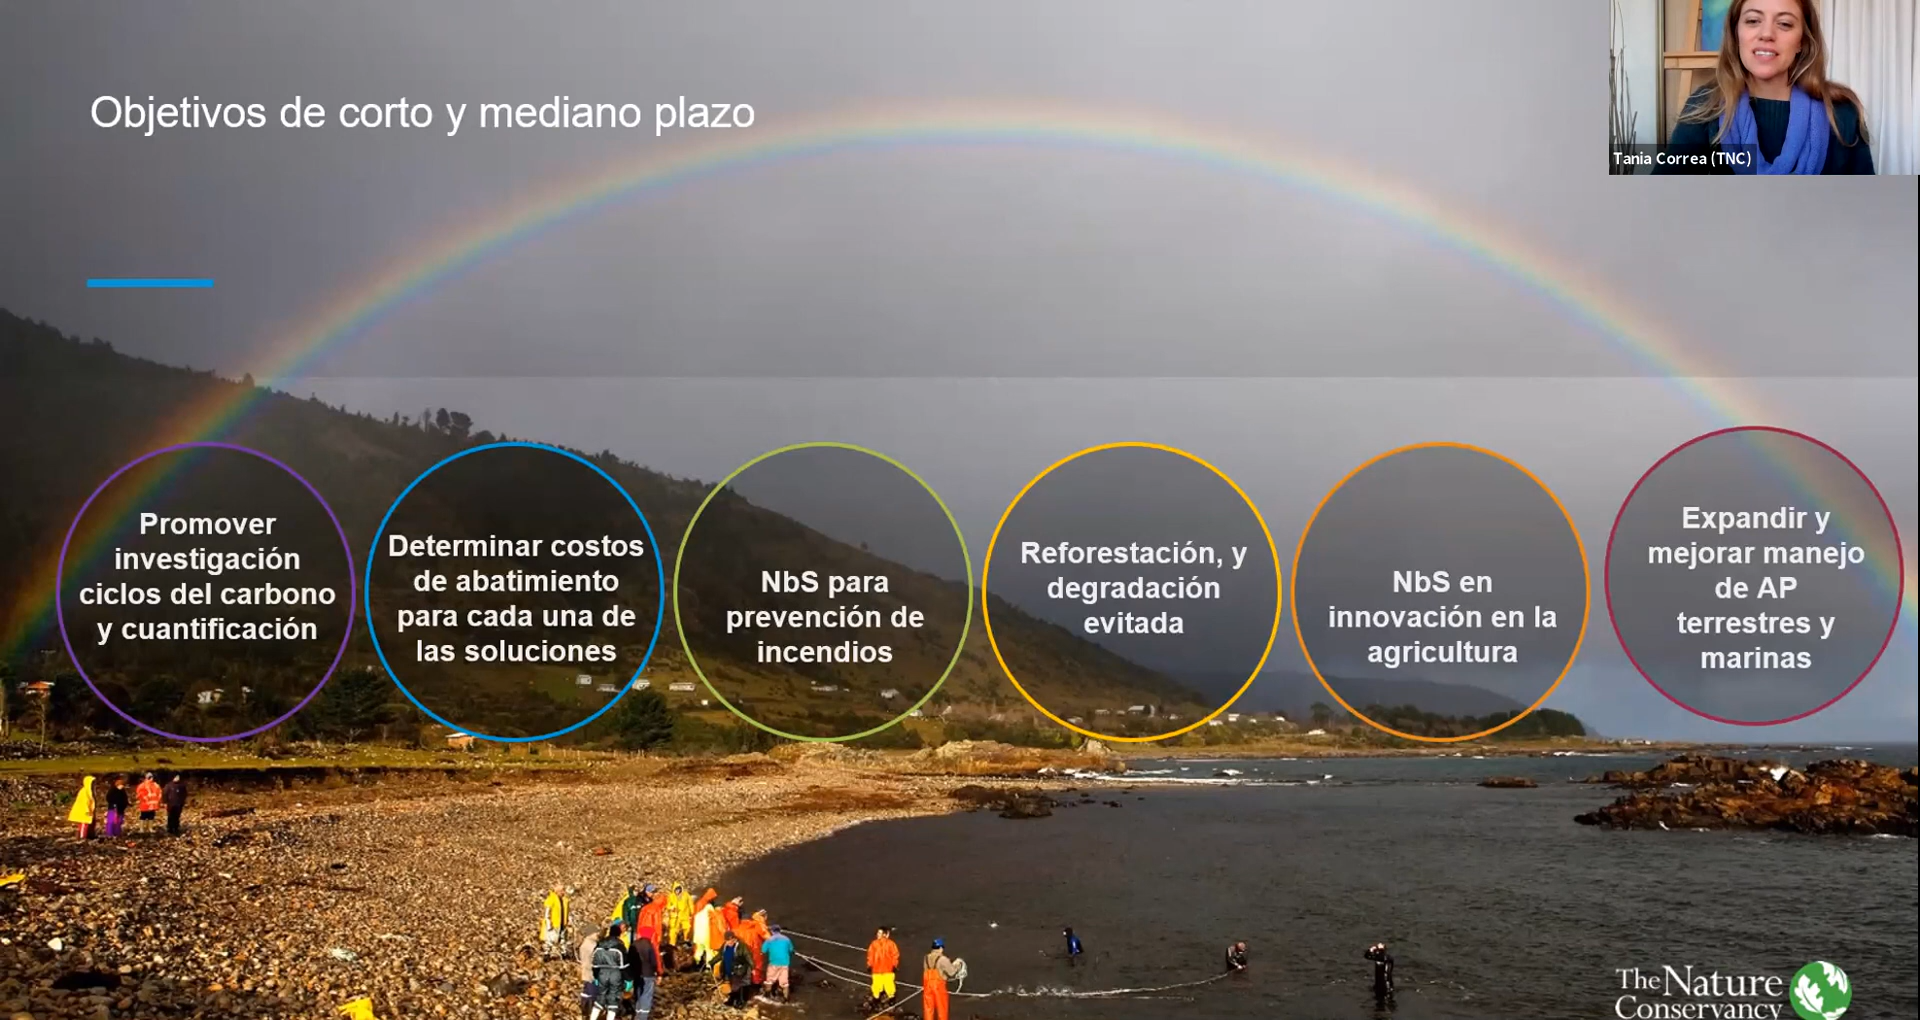 Objetivos de corto y mediano plazo
Tania Correa (TNC)
Promover
investigación
ciclos del carbono
y cuantificación
Determinar costos
de abatimiento
para cada una de
las soluciones
NbS para
prevención de
incendios
Reforestación, y
degradación
evitada
NbS en
innovación en la
agricultura
Expandir y
mejorar manejo
de AP
terrestres y
marinas
The Nature
Conservancy